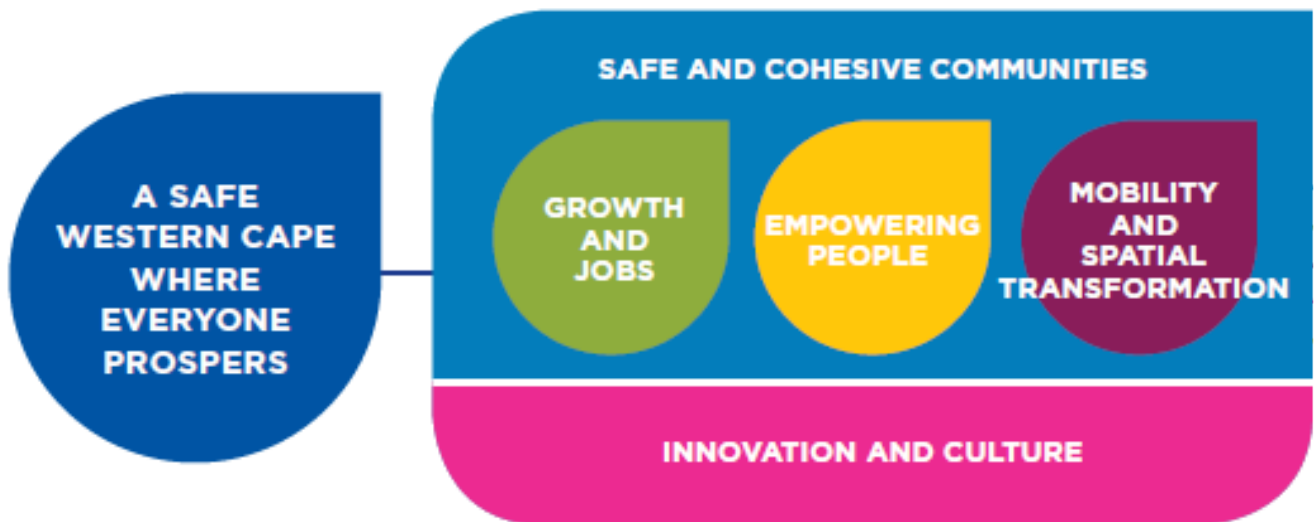 A SAFE
WESTERN CAPE
WHERE
EVERYONE
PROSPERS
SAFE AND COHESIVE COMMUNITIES
GROWTH
AND
JOBS
EMPOWERING
PEOPLE
MOBILITY
AND
SPATIAL
TRANSFORMATION
INNOVATION AND CULTURE